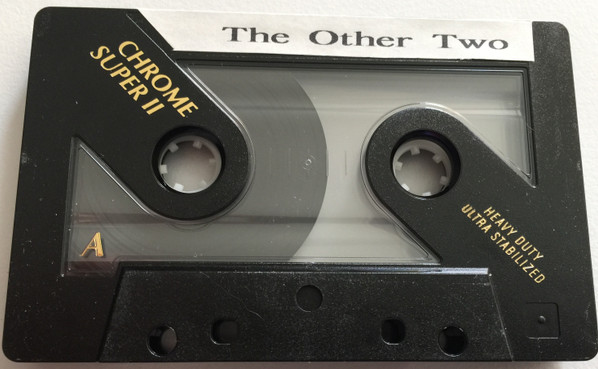 The Other Two
CHROME
SUPER II
A
HEAVY DUTY
ULTRA STABILIZED